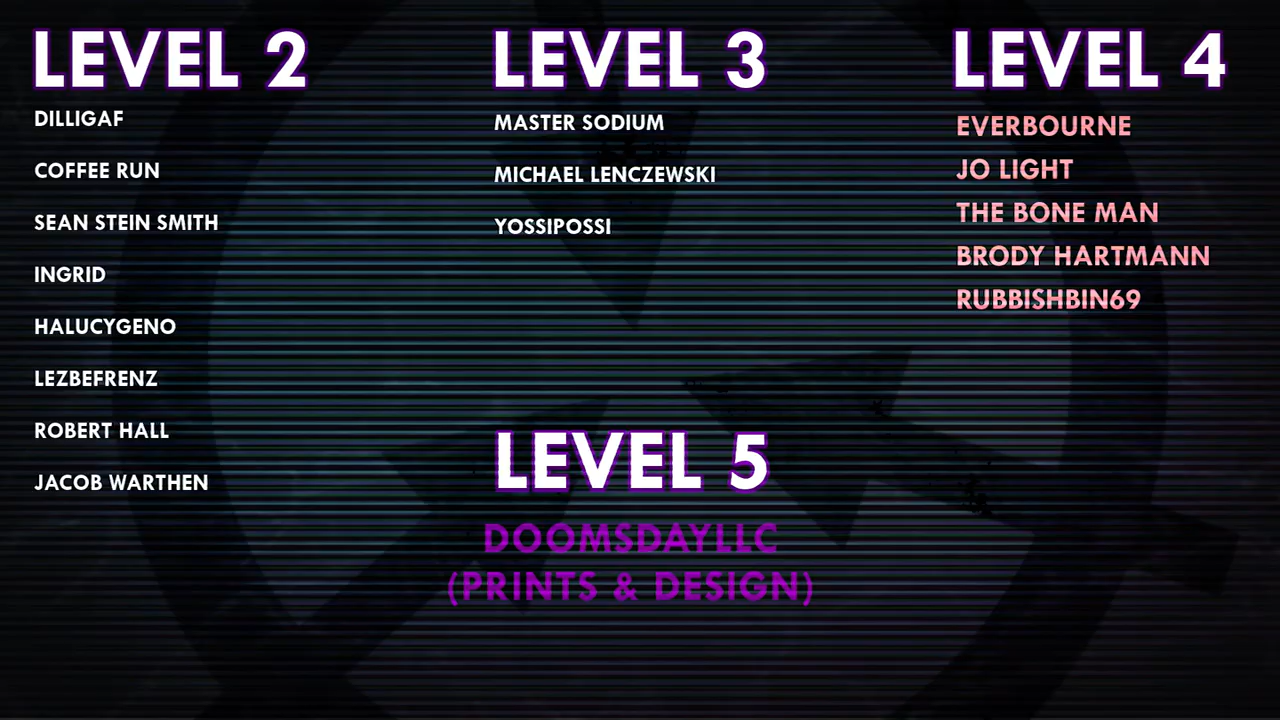 LEVEL 2
DILLIGAF
COFFEE RUN
SEAN STEIN SMITH
INGRID
HALUCYGENO
LEZBEFRENZ
ROBERT HALL
JACOB WARTHEN
LEVEL 3
MASTER SODIUM
MICHAEL LENCZEWSKI
YOSSIPOSSI
LEVEL 4
EVERBOURNE
JO LIGHT
THE BONE MAN
BRODY HARTMANN
RUBBISHBIN69
LEVEL 5
DOOMSDAYLLC
(PRINTS & DESIGN)